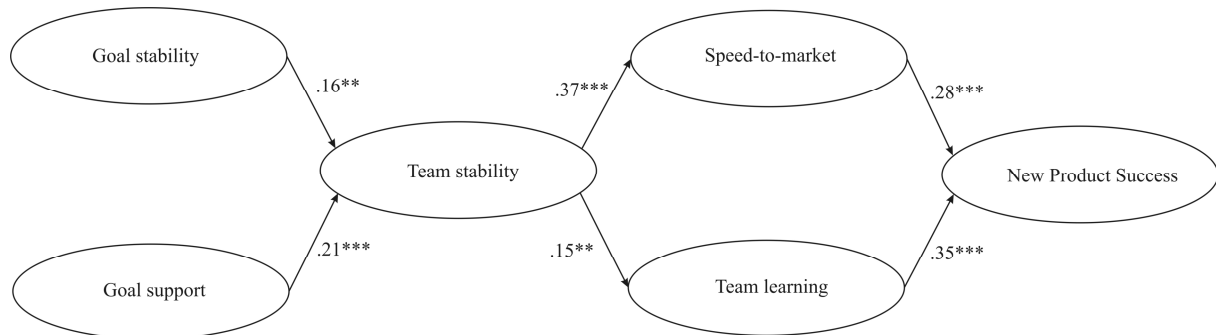 Goal stability
Speed-to-market
.16**
.37***
.28***
Team stability
New Product Success
.21***
.15**
.35***
Goal support
Team learning